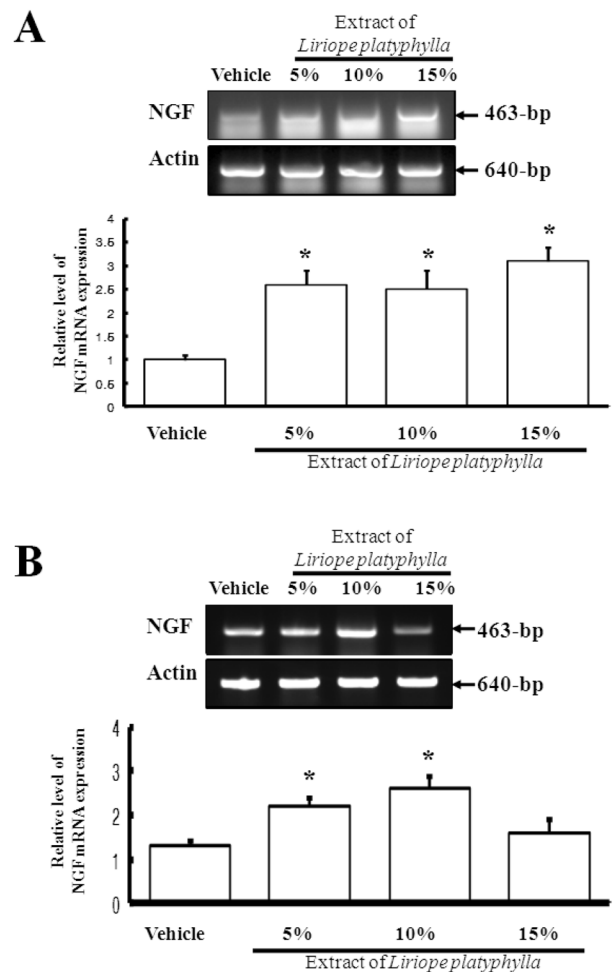 A
Extract of
Liriope platyphylla
Vehicle 5% 10% 15%
NGF 463-bp
Actin 640-bp
Relative level of
NGF mRNA expression
4
3.5
3
2.5
2
1.5
1
0.5
0
* * *
Vehicle 5% 10% 15%
Extract of Liriope platyphylla
B
Extract of
Liriope platyphylla
Vehicle 5% 10% 15%
NGF 463-bp
Actin 640-bp
Relative level of
NGF mRNA expression
4
3
2
1
0
* *
Vehicle 5% 10% 15%
Extract of Liriope platyphylla